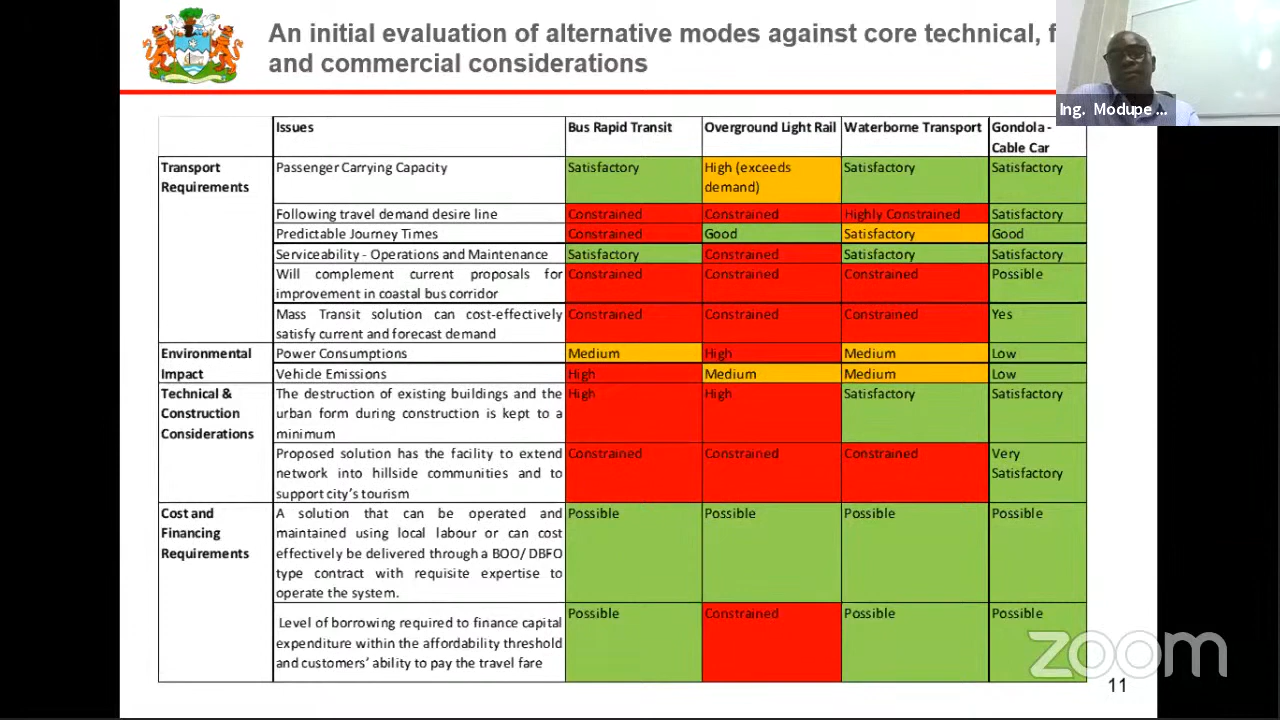 An initial evaluation of alternative modes against core technical, f
and commercial considerations
Ing. Modupe ...
Issues Bus Rapid Transit Overground Light Rail Waterborne Transport Gondola - Cable Car
Transport Requirements
Passenger Carrying Capacity Satisfactory High (exceeds demand) Satisfactory Satisfactory
Following travel demand desire line Constrained Constrained Highly Constrained Satisfactory
Predictable Journey Times Constrained Good Satisfactory Good
Serviceability - Operations and Maintenance Satisfactory Constrained Satisfactory Satisfactory
Will complement current proposals for improvement in coastal bus corridor Constrained Constrained Constrained Possible
Mass Transit solution can cost-effectively satisfy current and forecast demand Constrained Constrained Constrained Yes
Environmental Impact
Power Consumptions Medium High Medium Low
Vehicle Emissions High Medium Medium Low
Technical & Construction Considerations
The destruction of existing buildings and the urban form during construction is kept to a minimum High High Satisfactory Satisfactory
Proposed solution has the facility to extend network into hillside communities and to support city's tourism Constrained Constrained Constrained Very Satisfactory
Cost and Financing Requirements
A solution that can be operated and maintained using local labour or can cost effectively be delivered through a BOO/ DBFO type contract with requisite expertise to operate the system. Possible Possible Possible Possible
Level of borrowing required to finance capital expenditure within the affordability threshold and customers' ability to pay the travel fare Possible Constrained Possible Possible
zoom
11